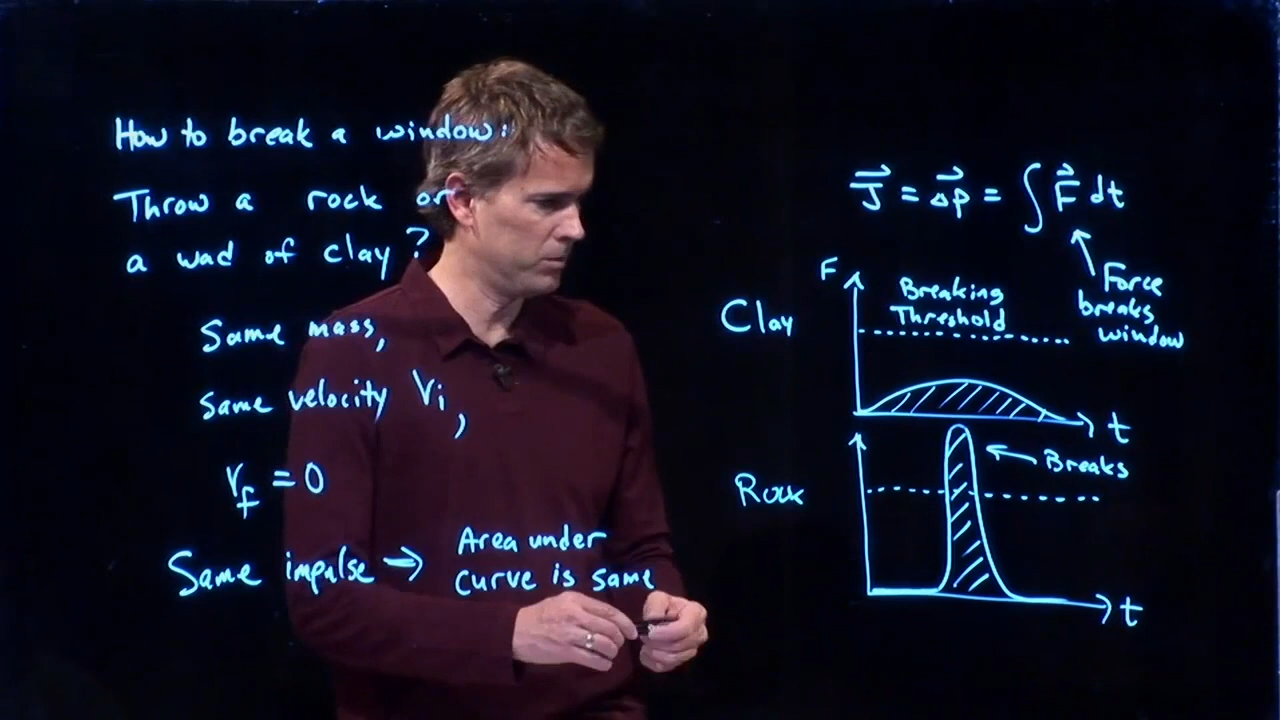 How to break a window:
Throw a rock or
a wad of clay?
Same mass,
Same velocity Vi,
Vf = 0
Same impulse → Area under
curve is same
J⃗ = Δp⃗ = ∫ F⃗ dt
Force
breaks
window
Clay
F
Breaking
Threshold
t
Rock
Breaks
t